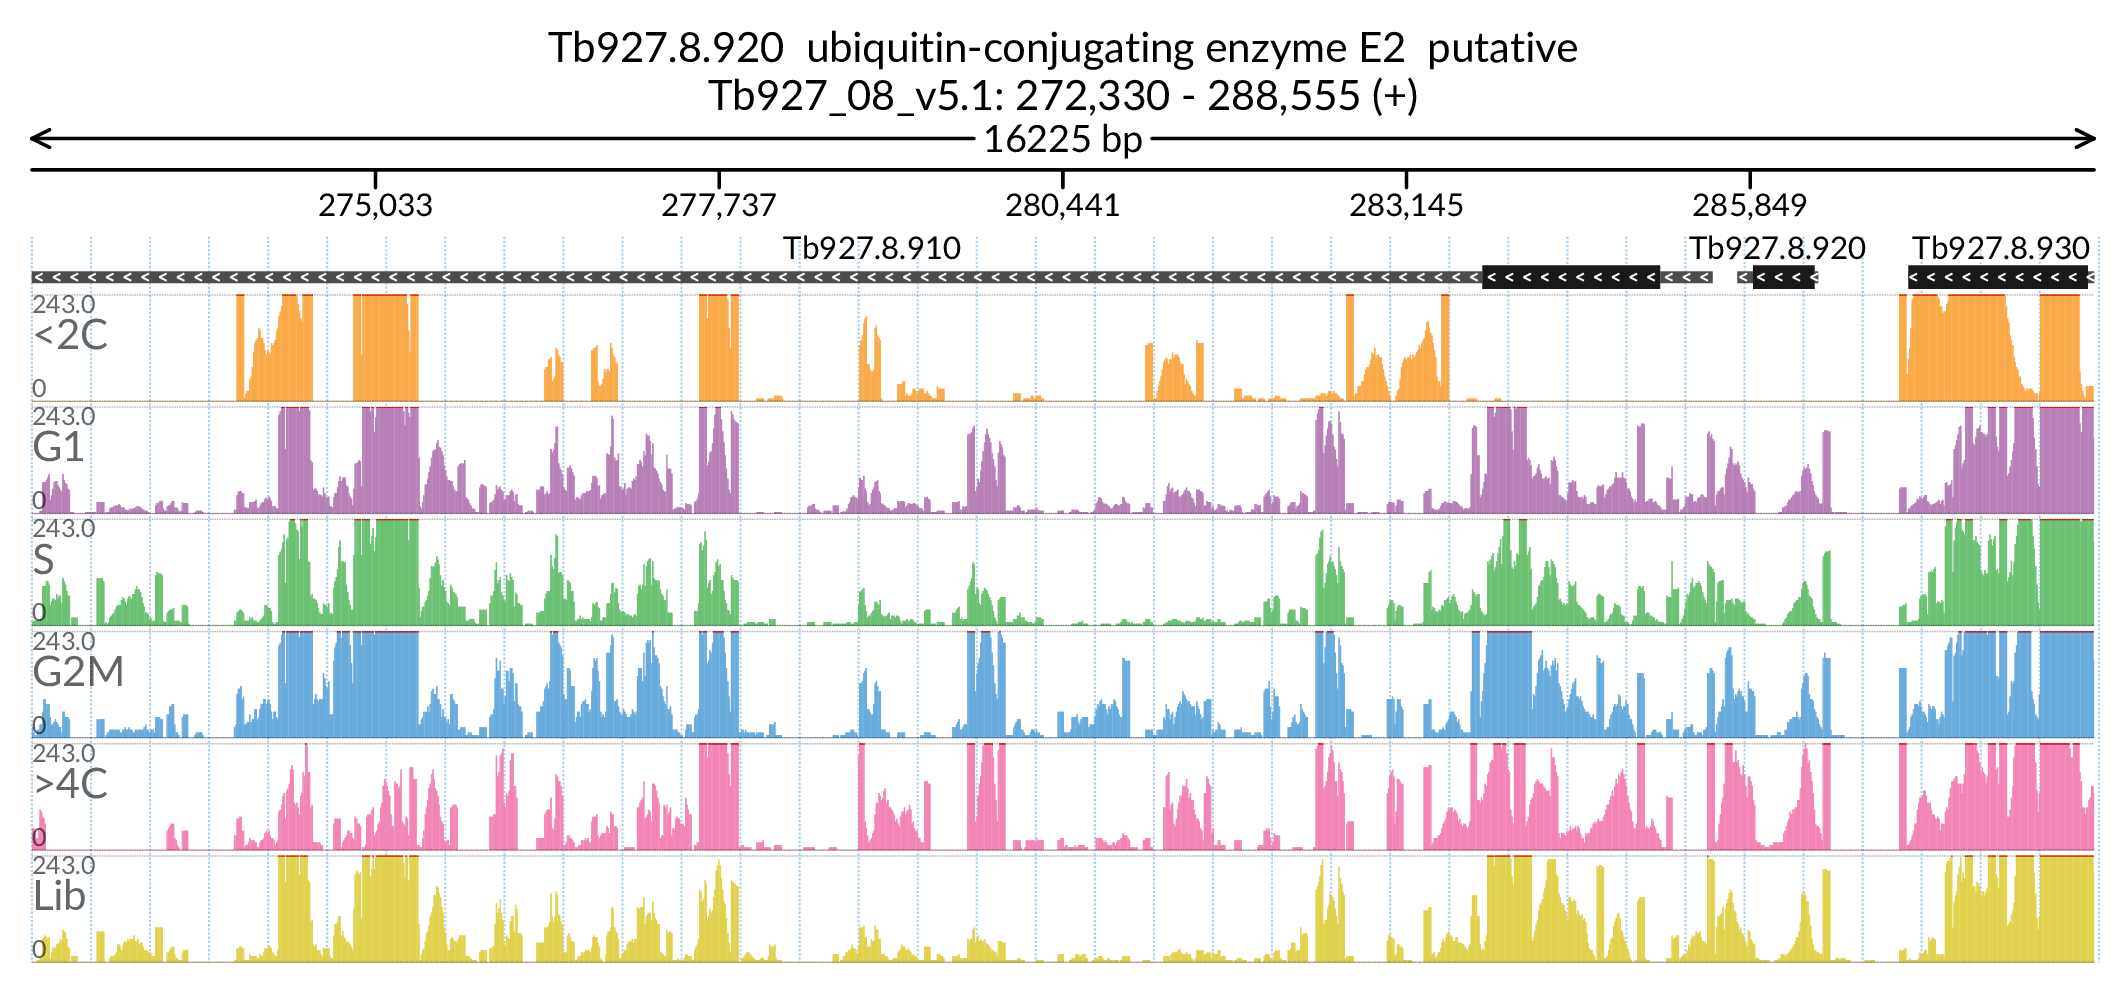 Tb927.8.920 ubiquitin-conjugating enzyme E2 putative
Tb927_08_v5.1: 272,330 - 288,555 (+)
16225 bp
275,033 277,737 280,441 283,145 285,849
Tb927.8.910 Tb927.8.920 Tb927.8.930
243.0
<2C
0
243.0
G1
0
243.0
S
0
243.0
G2M
0
243.0
>4C
0
243.0
Lib
0